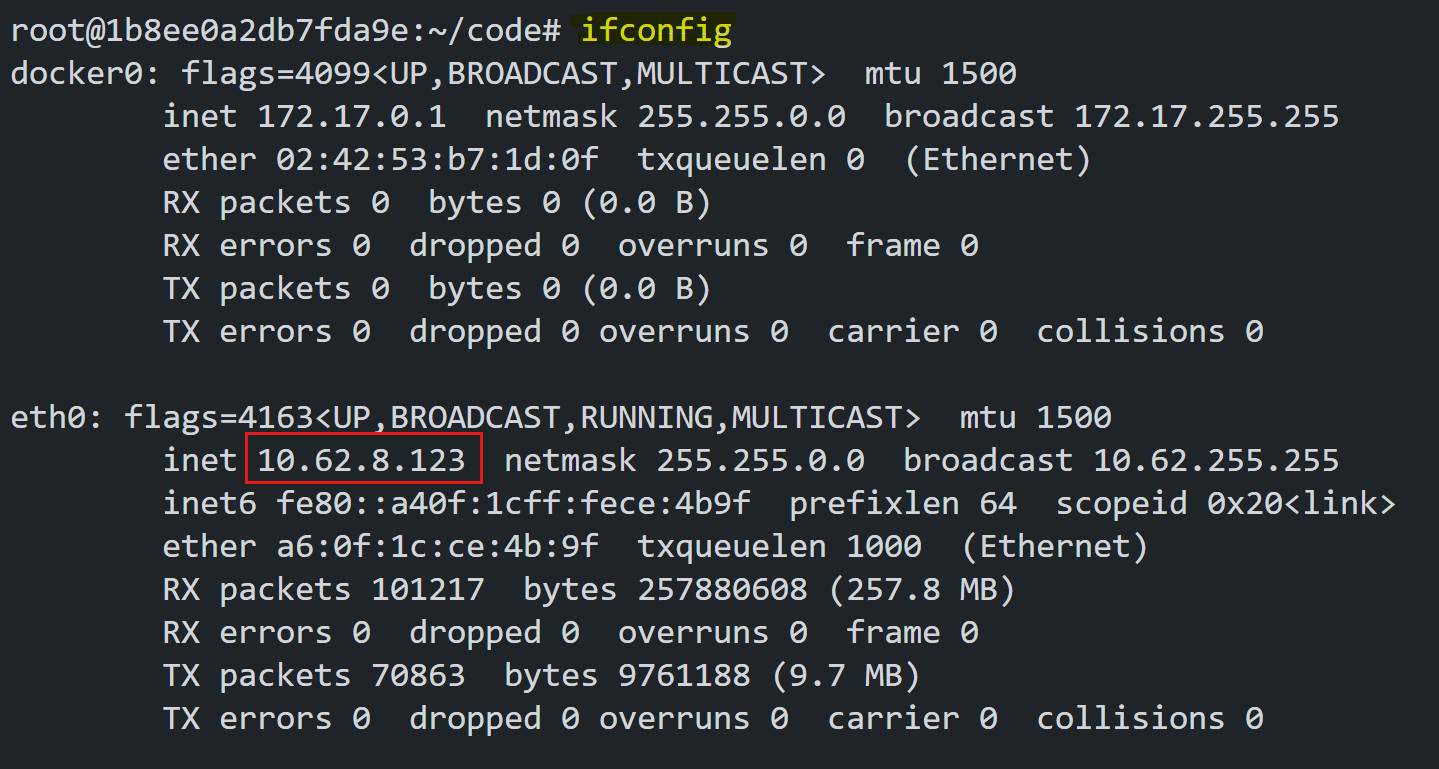 root@1b8ee0a2db7fda9e:~/code# ifconfig
docker0: flags=4099<UP,BROADCAST,MULTICAST>  mtu 1500
        inet 172.17.0.1  netmask 255.255.0.0  broadcast 172.17.255.255
        ether 02:42:53:b7:1d:0f  txqueuelen 0  (Ethernet)
        RX packets 0  bytes 0 (0.0 B)
        RX errors 0  dropped 0  overruns 0  frame 0
        TX packets 0  bytes 0 (0.0 B)
        TX errors 0  dropped 0 overruns 0  carrier 0  collisions 0

eth0: flags=4163<UP,BROADCAST,RUNNING,MULTICAST>  mtu 1500
        inet 10.62.8.123  netmask 255.255.0.0  broadcast 10.62.255.255
        inet6 fe80::a40f:1cff:fece:4b9f  prefixlen 64  scopeid 0x20<link>
        ether a6:0f:1c:ce:4b:9f  txqueuelen 1000  (Ethernet)
        RX packets 101217  bytes 257880608 (257.8 MB)
        RX errors 0  dropped 0  overruns 0  frame 0
        TX packets 70863  bytes 9761188 (9.7 MB)
        TX errors 0  dropped 0 overruns 0  carrier 0  collisions 0